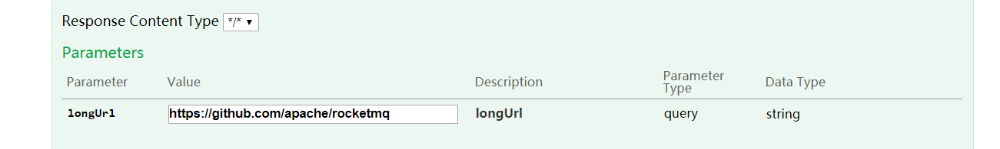 Response Content Type */*
Parameters
Parameter Value Description Parameter Type Data Type
longUrl https://github.com/apache/rocketmq longUrl query string